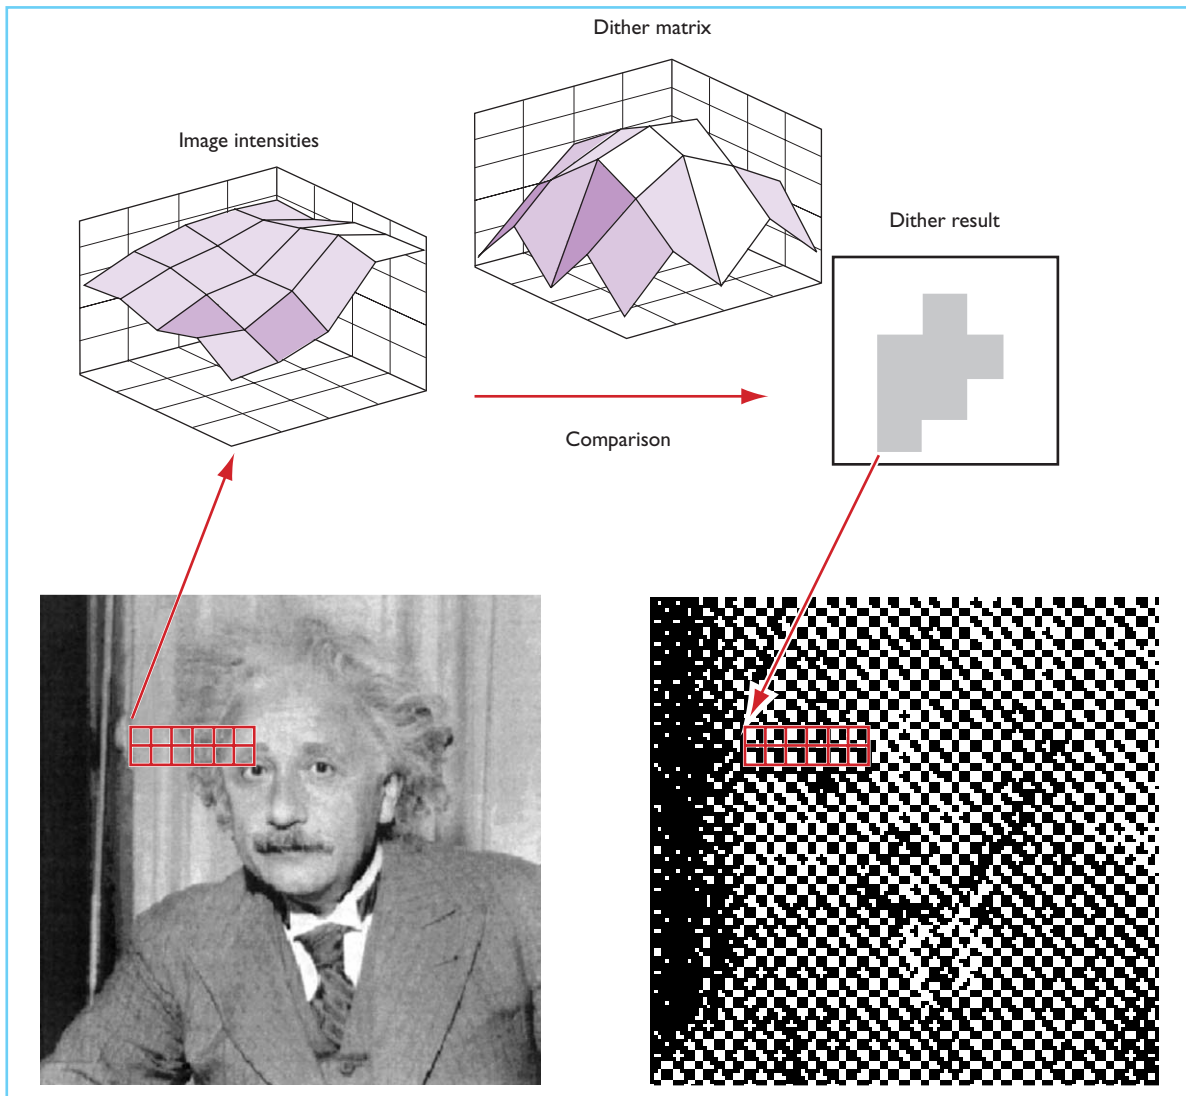 Dither matrix
Image intensities
Dither result
Comparison